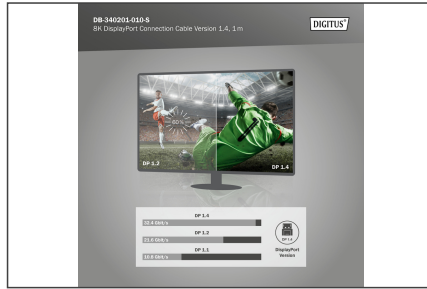 DB-340201-010-S
8K DisplayPort Connection Cable Version 1.4, 1m
DIGITUS®
80%
DP 1.2
DP 1.4
DP 1.4
32.4 Gbit/s
DP 1.2
21.6 Gbit/s
DP 1.1
10.8 Gbit/s
DP 1.4
DisplayPort
Version